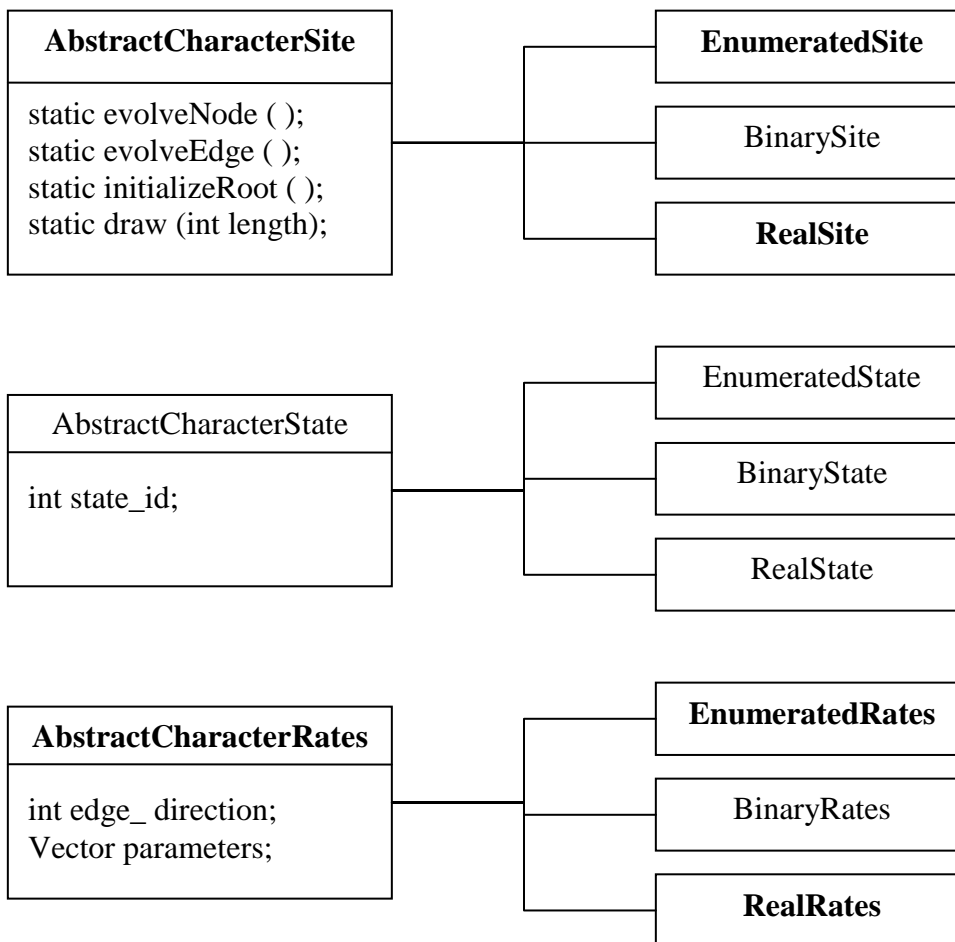 AbstractCharacterSite
static evolveNode ( );
static evolveEdge ( );
static initializeRoot ( );
static draw (int length);
EnumeratedSite
BinarySite
RealSite
AbstractCharacterState
int state_id;
EnumeratedState
BinaryState
RealState
AbstractCharacterRates
int edge_ direction;
Vector parameters;
EnumeratedRates
BinaryRates
RealRates